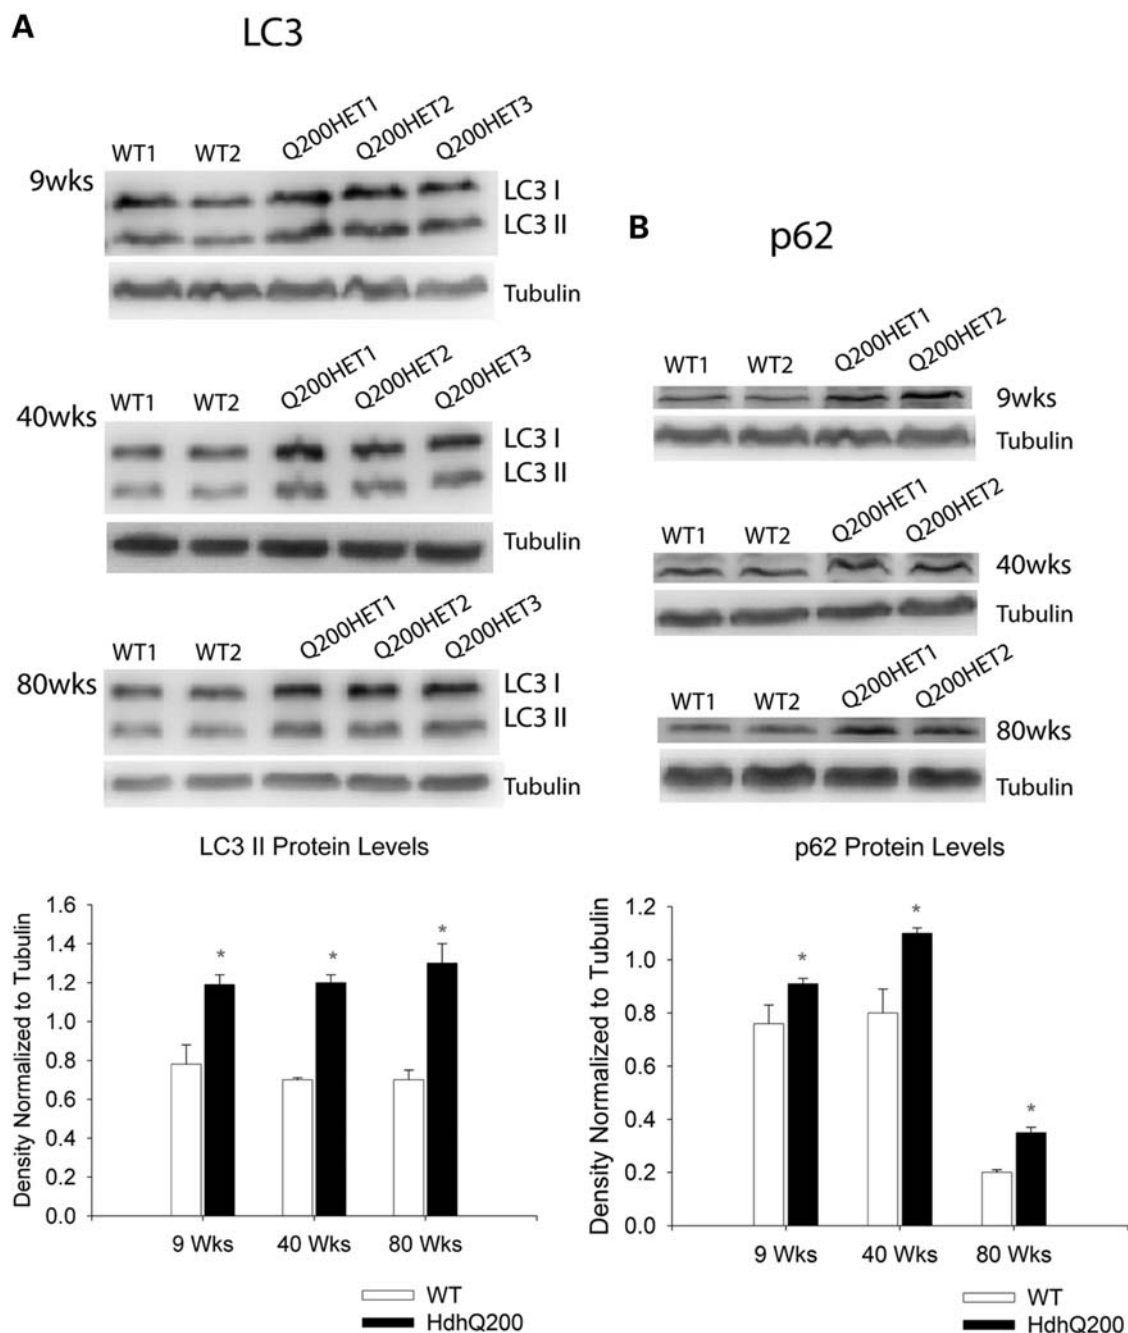 A
LC3
WT1 WT2 Q200HET1 Q200HET2 Q200HET3
9wks
LC3 I
LC3 II
Tubulin
WT1 WT2 Q200HET1 Q200HET2 Q200HET3
40wks
LC3 I
LC3 II
Tubulin
WT1 WT2 Q200HET1 Q200HET2 Q200HET3
80wks
LC3 I
LC3 II
Tubulin
LC3 II Protein Levels
Density Normalized to Tubulin
1.6
1.4
1.2
1.0
0.8
0.6
0.4
0.2
0.0
* * *
9 Wks 40 Wks 80 Wks
WT
HdhQ200
B
p62
WT1 WT2 Q200HET1 Q200HET2
9wks
Tubulin
WT1 WT2 Q200HET1 Q200HET2
40wks
Tubulin
WT1 WT2 Q200HET1 Q200HET2
80wks
Tubulin
p62 Protein Levels
Density Normalized to Tubulin
1.2
1.0
0.8
0.6
0.4
0.2
0.0
* * *
9 Wks 40 Wks 80 Wks
WT
HdhQ200